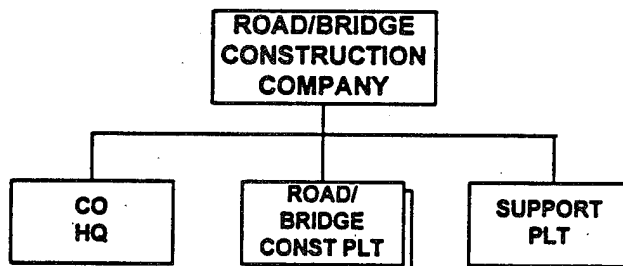 ROAD/BRIDGE
CONSTRUCTION
COMPANY
CO
HQ
ROAD/
BRIDGE
CONST PLT
SUPPORT
PLT